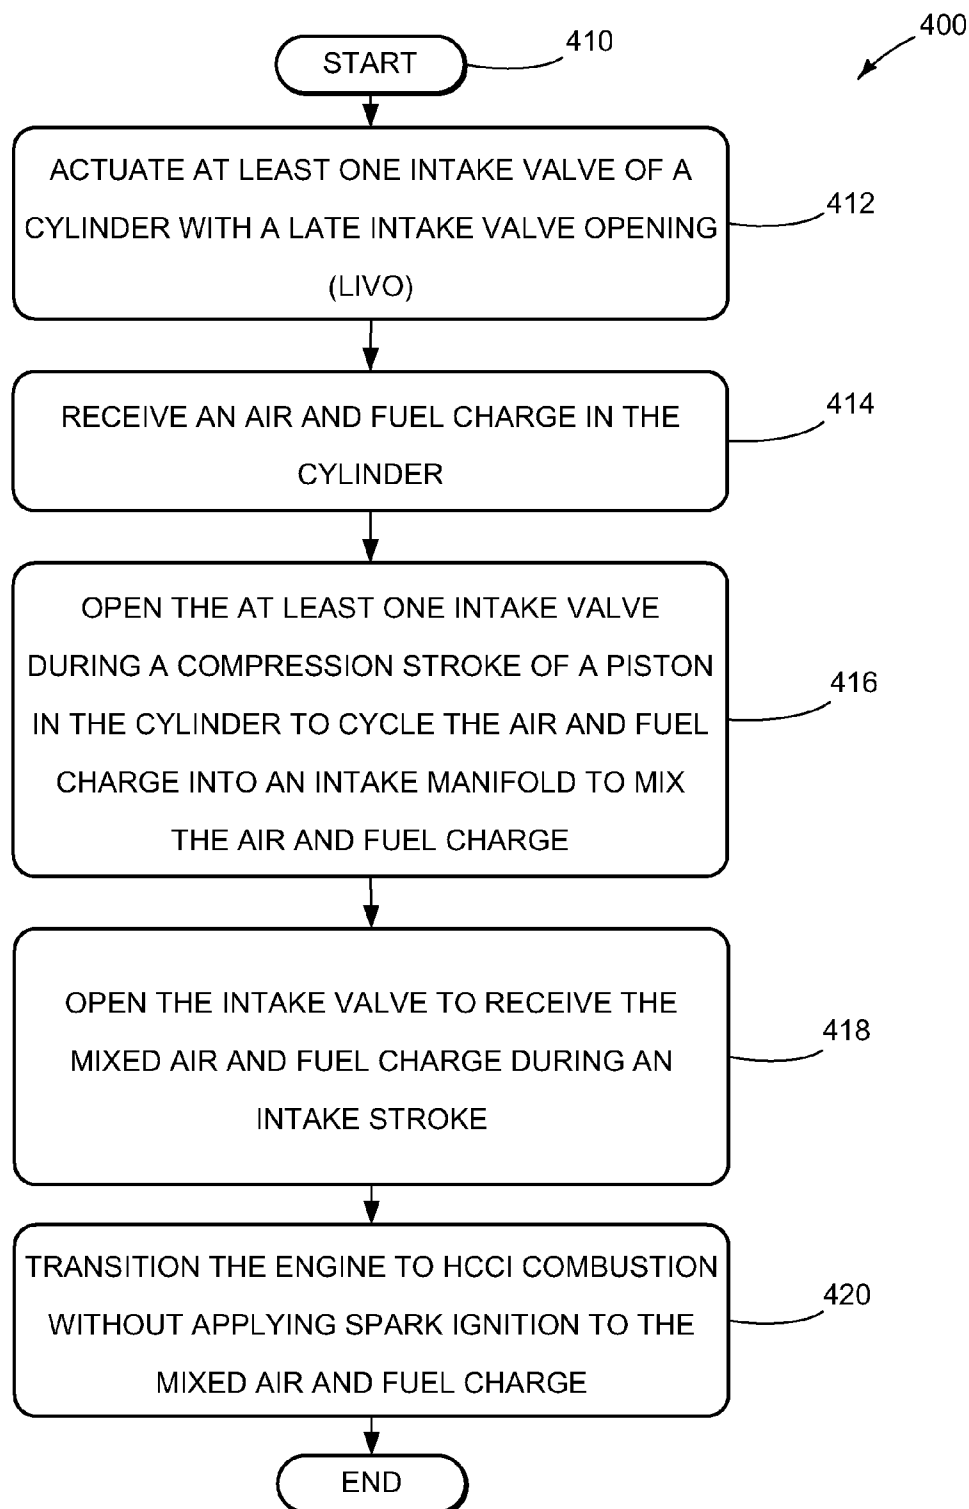 400
START
410
ACTUATE AT LEAST ONE INTAKE VALVE OF A
CYLINDER WITH A LATE INTAKE VALVE OPENING
(LIVO)
412
RECEIVE AN AIR AND FUEL CHARGE IN THE
CYLINDER
414
OPEN THE AT LEAST ONE INTAKE VALVE
DURING A COMPRESSION STROKE OF A PISTON
IN THE CYLINDER TO CYCLE THE AIR AND FUEL
CHARGE INTO AN INTAKE MANIFOLD TO MIX
THE AIR AND FUEL CHARGE
416
OPEN THE INTAKE VALVE TO RECEIVE THE
MIXED AIR AND FUEL CHARGE DURING AN
INTAKE STROKE
418
TRANSITION THE ENGINE TO HCCI COMBUSTION
WITHOUT APPLYING SPARK IGNITION TO THE
MIXED AIR AND FUEL CHARGE
420
END